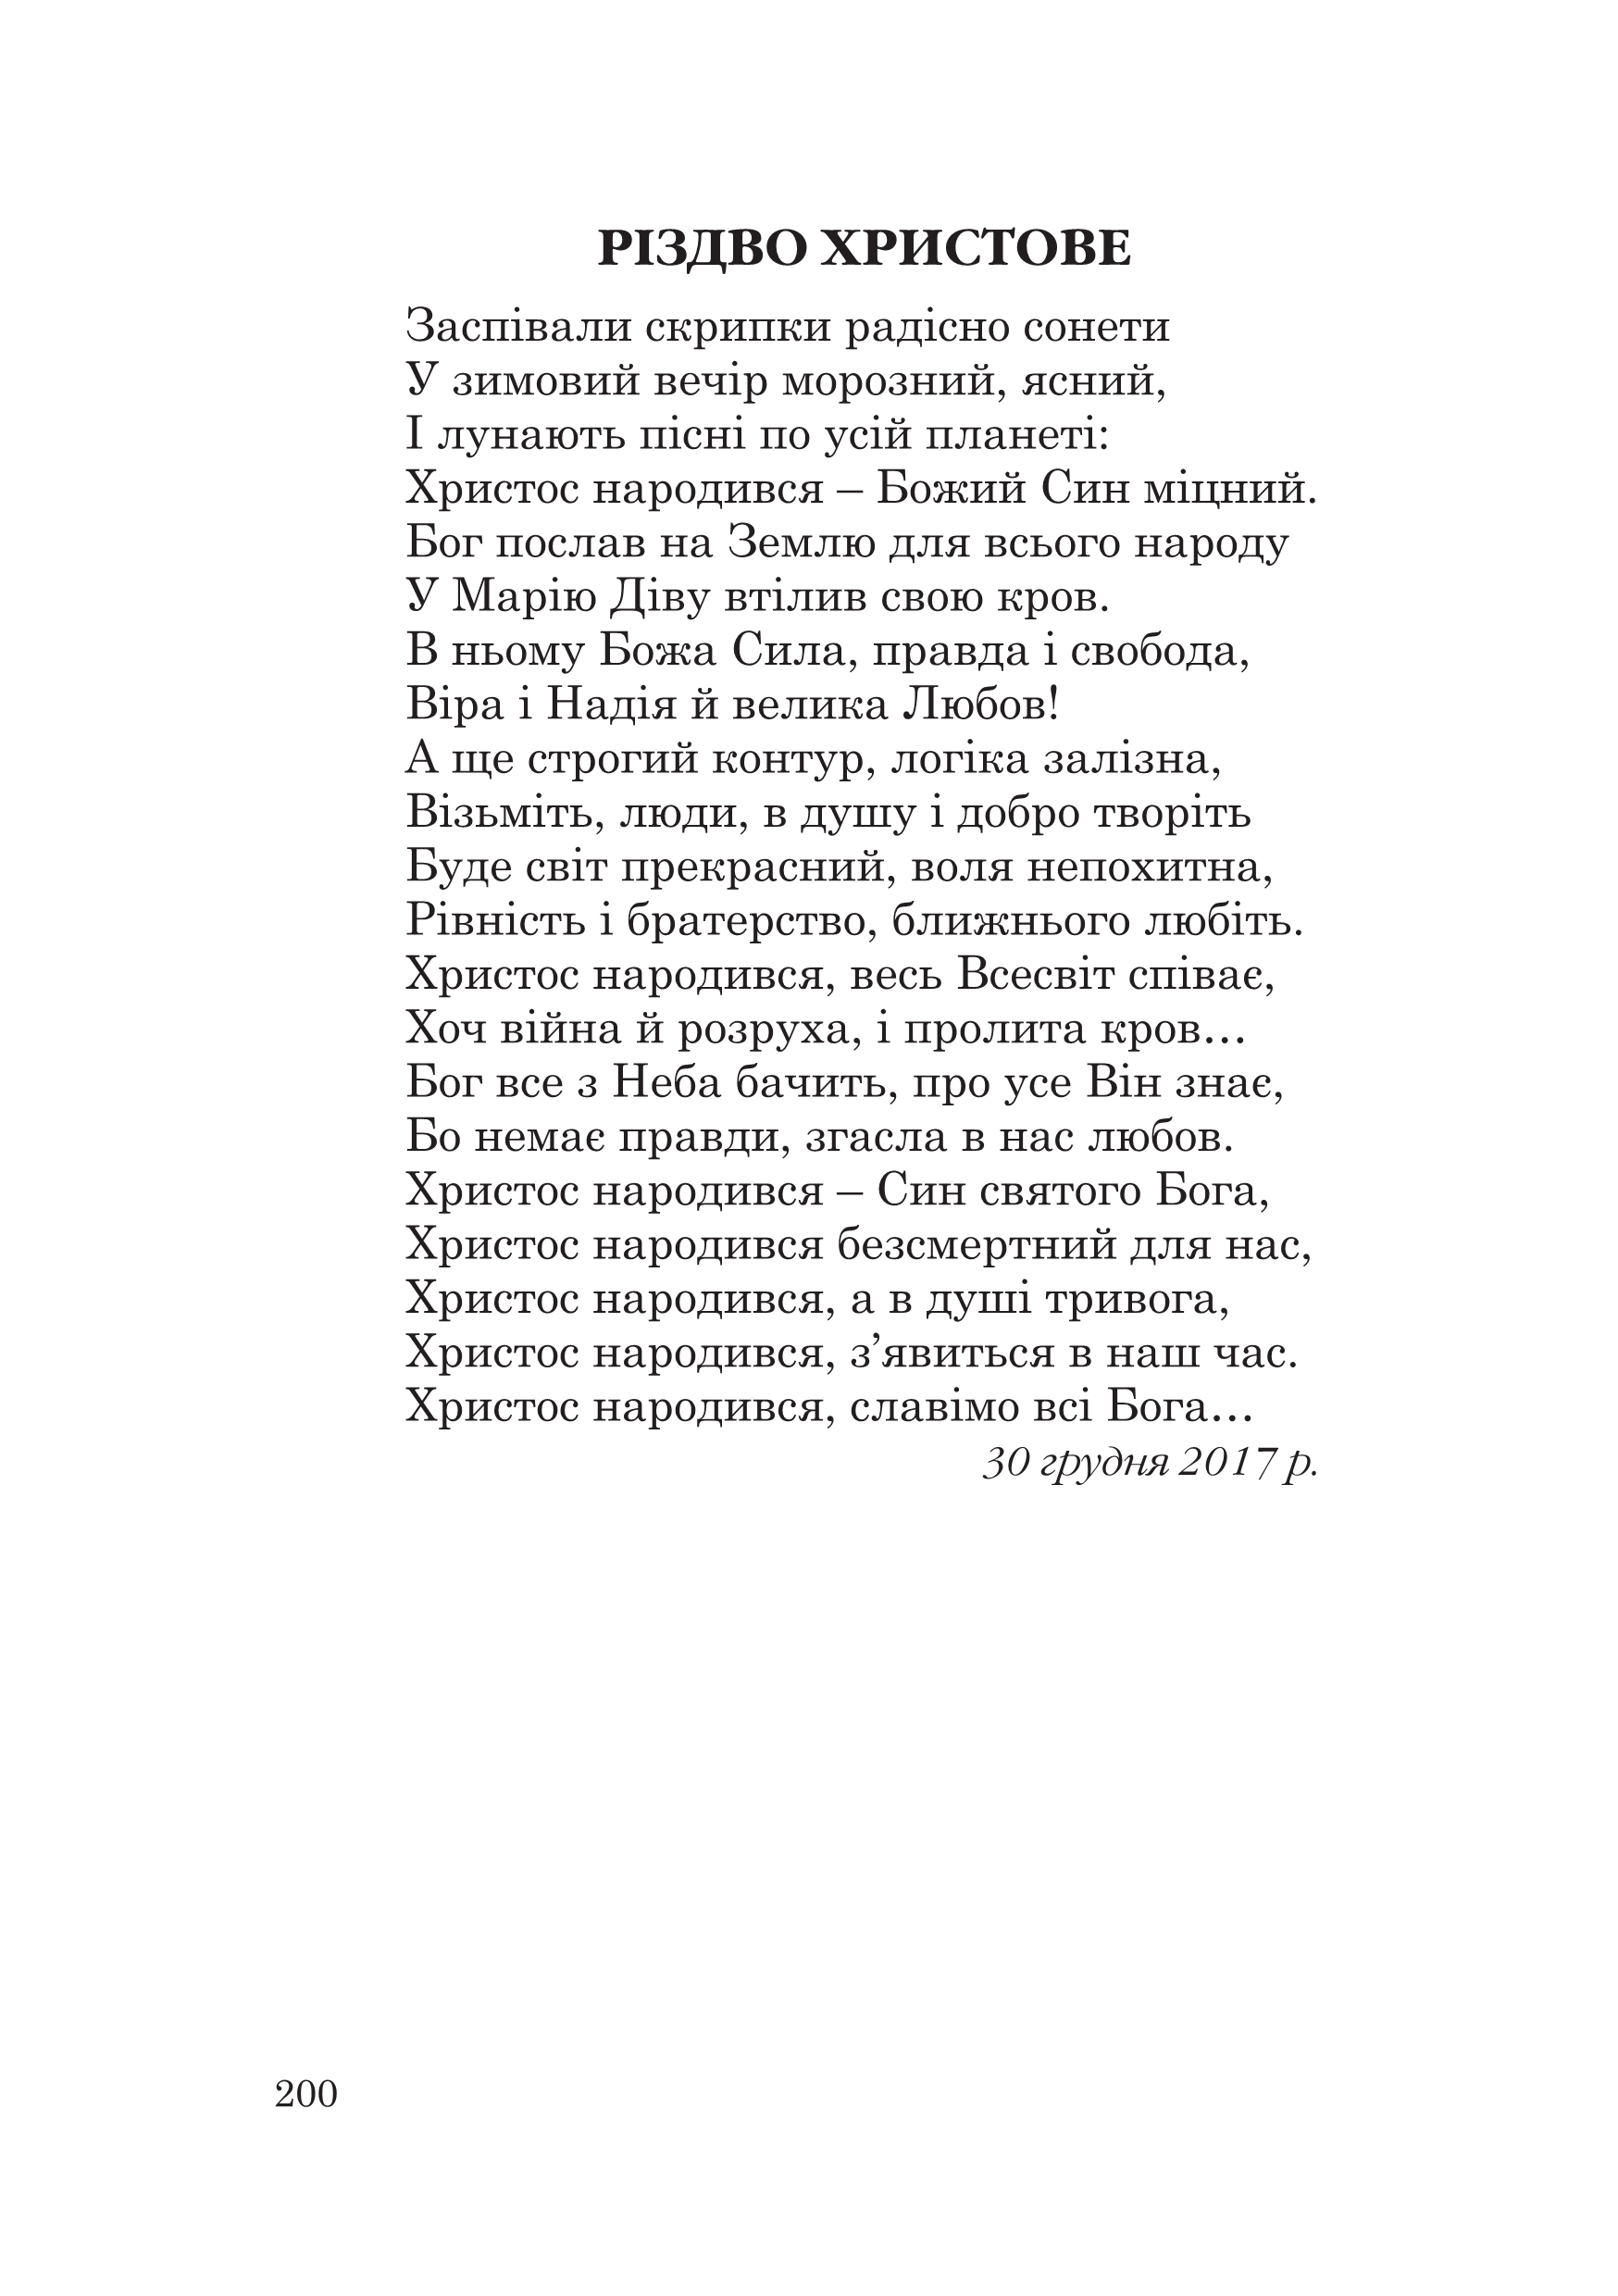 РІЗДВО ХРИСТОВЕ
Заспівали скрипки радісно сонети
У зимовий вечір морозний, ясний,
І лунають пісні по усій планеті:
Христос народився – Божий Син міцний.
Бог послав на Землю для всього народу
У Марію Діву втілив свою кров.
В ньому Божа Сила, правда і свобода,
Віра і Надія й велика Любов!
А ще строгий контур, логіка залізна,
Візьміть, люди, в душу і добро творіть
Буде світ прекрасний, воля непохитна,
Рівність і братерство, ближнього любіть.
Христос народився, весь Всесвіт співає,
Хоч війна й розруха, і пролита кров...
Бог все з Неба бачить, про усе Він знає,
Бо немає правди, згасла в нас любов.
Христос народився – Син святого Бога,
Христос народився безсмертний для нас,
Христос народився, а в душі тривога,
Христос народився, з’явиться в наш час.
Христос народився, славімо всі Бога...
30 грудня 2017 р.
200